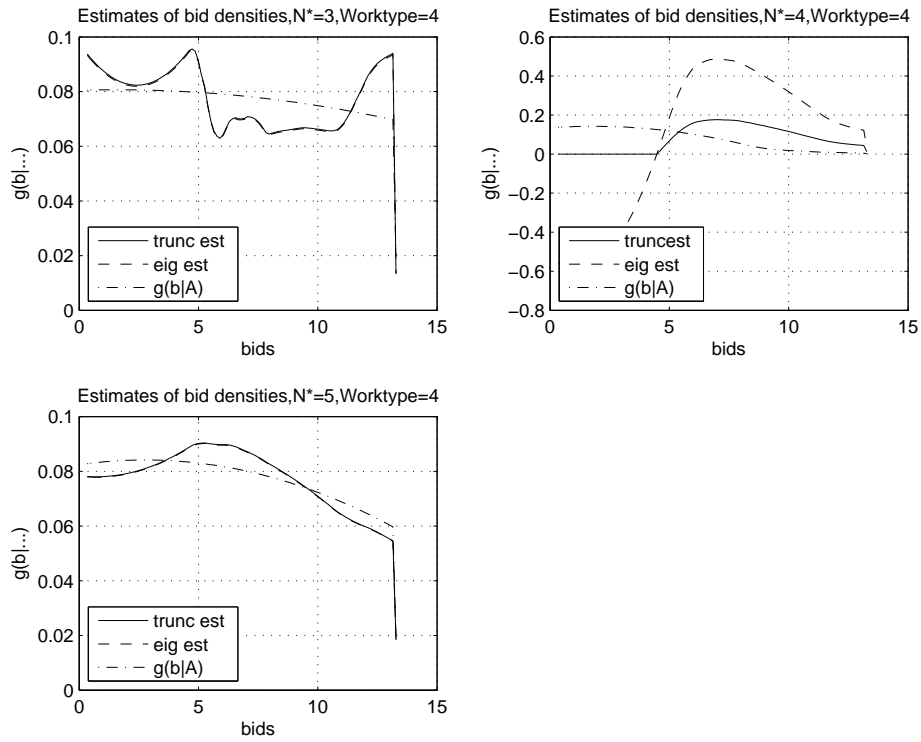 Estimates of bid densities,N*=3,Worktype=4
0.1
0.08
0.06
0.04
0.02
0
g(b|...)
trunc est
eig est
g(b|A)
0 5 10 15
bids
Estimates of bid densities,N*=4,Worktype=4
0.6
0.4
0.2
0
−0.2
−0.4
−0.6
−0.8
g(b|...)
truncest
eig est
g(b|A)
0 5 10 15
bids
Estimates of bid densities,N*=5,Worktype=4
0.1
0.08
0.06
0.04
0.02
0
g(b|...)
trunc est
eig est
g(b|A)
0 5 10 15
bids